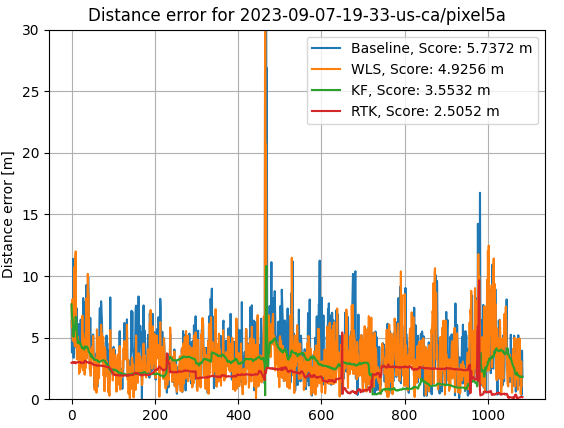 Distance error for 2023-09-07-19-33-us-ca/pixel5a
Baseline, Score: 5.7372 m
WLS, Score: 4.9256 m
KF, Score: 3.5532 m
RTK, Score: 2.5052 m
Distance error [m]
30
25
20
15
10
5
0
0 200 400 600 800 1000